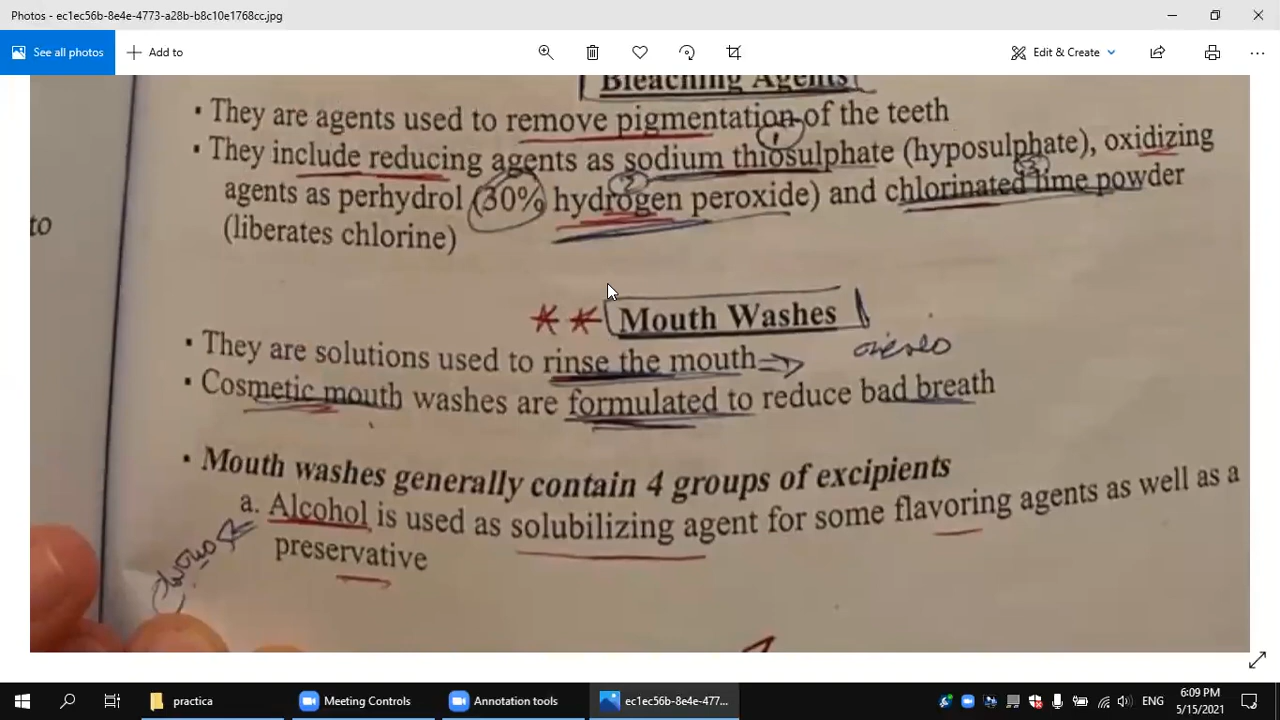 Photos - ec1ec56b-8e4e-4773-a28b-b8c10e1768cc.jpg
See all photos
Add to
Edit & Create
Bleaching Agents
▪ They are agents used to remove pigmentation of the teeth
1
▪ They include reducing agents as sodium thiosulphate (hyposulphate), oxidizing
2 3
agents as perhydrol (30% hydrogen peroxide) and chlorinated lime powder
to
(liberates chlorine)
** Mouth Washes
▪ They are solutions used to rinse the mouth
▪ Cosmetic mouth washes are formulated to reduce bad breath
▪ Mouth washes generally contain 4 groups of excipients
a. Alcohol is used as solubilizing agent for some flavoring agents as well as a
preservative
practica
Meeting Controls
Annotation tools
ec1ec56b-8e4e-477...
ENG
6:09 PM
5/15/2021